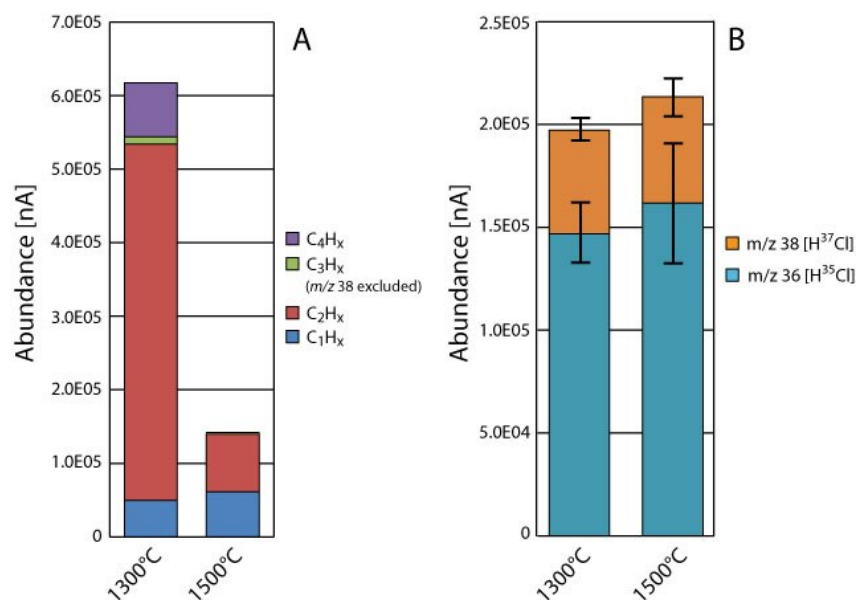 A
7.0E05
6.0E05
5.0E05
4.0E05
3.0E05
2.0E05
1.0E05
0
Abundance [nA]
1300°C
1500°C
C₄Hₓ
C₃Hₓ
(m/z 38 excluded)
C₂Hₓ
C₁Hₓ
B
2.5E05
2.0E05
1.5E05
1.0E05
5.0E04
0
Abundance [nA]
1300°C
1500°C
m/z 38 [H³⁷Cl]
m/z 36 [H³⁵Cl]